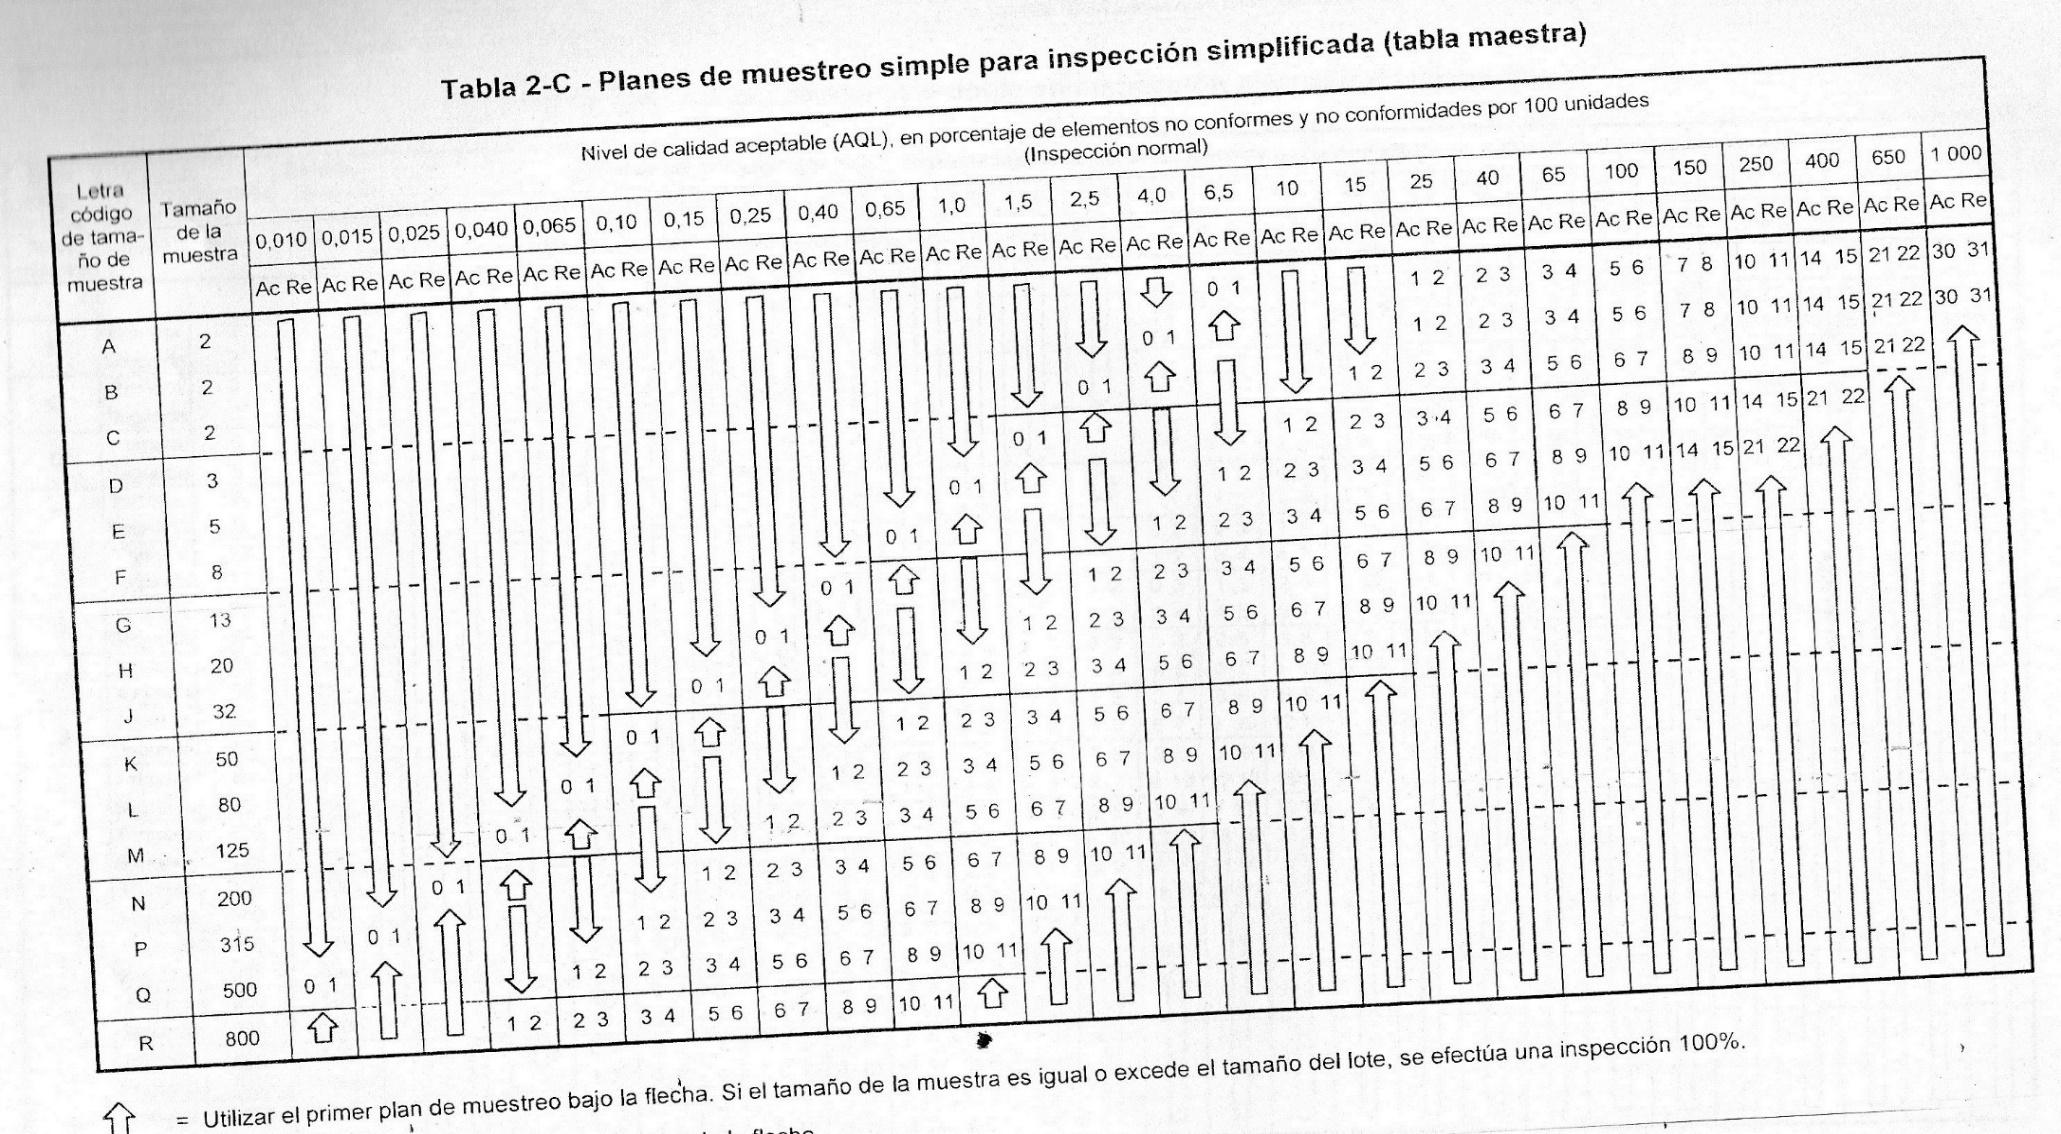 Tabla 2-C - Planes de muestreo simple para inspección simplificada (tabla maestra)
Letra código de tama- ño de muestra
Tamaño de la muestra
Nivel de calidad aceptable (AQL), en porcentaje de elementos no conformes y no conformidades por 100 unidades
(Inspección normal)
0,010 0,015 0,025 0,040 0,065 0,10 0,15 0,25 0,40 0,65 1,0 1,5 2,5 4,0 6,5 10 15 25 40 65 100 150 250 400 650 1 000
Ac Re Ac Re Ac Re Ac Re Ac Re Ac Re Ac Re Ac Re Ac Re Ac Re Ac Re Ac Re Ac Re Ac Re Ac Re Ac Re Ac Re Ac Re Ac Re Ac Re Ac Re Ac Re Ac Re Ac Re Ac Re Ac Re
A 2 0 1 1 2 2 3 3 4 5 6 7 8 10 11 14 15 21 22 30 31
B 2 0 1 1 2 2 3 3 4 5 6 7 8 10 11 14 15 21 22 30 31
C 2 0 1 1 2 2 3 3 4 5 6 6 7 8 9 10 11 14 15 21 22
D 3 0 1 1 2 2 3 3 4 5 6 6 7 8 9 10 11 14 15 21 22
E 5 0 1 1 2 2 3 3 4 5 6 6 7 8 9 10 11 14 15 21 22
F 8 0 1 1 2 2 3 3 4 5 6 6 7 8 9 10 11
G 13 0 1 1 2 2 3 3 4 5 6 6 7 8 9 10 11
H 20 0 1 1 2 2 3 3 4 5 6 6 7 8 9 10 11
J 32 0 1 1 2 2 3 3 4 5 6 6 7 8 9 10 11
K 50 0 1 1 2 2 3 3 4 5 6 6 7 8 9 10 11
L 80 0 1 1 2 2 3 3 4 5 6 6 7 8 9 10 11
M 125 0 1 1 2 2 3 3 4 5 6 6 7 8 9 10 11
N 200 0 1 1 2 2 3 3 4 5 6 6 7 8 9 10 11
P 315 0 1 1 2 2 3 3 4 5 6 6 7 8 9 10 11
Q 500 0 1 1 2 2 3 3 4 5 6 6 7 8 9 10 11
R 800 1 2 2 3 3 4 5 6 6 7 8 9 10 11
= Utilizar el primer plan de muestreo bajo la flecha. Si el tamaño de la muestra es igual o excede el tamaño del lote, se efectúa una inspección 100%.